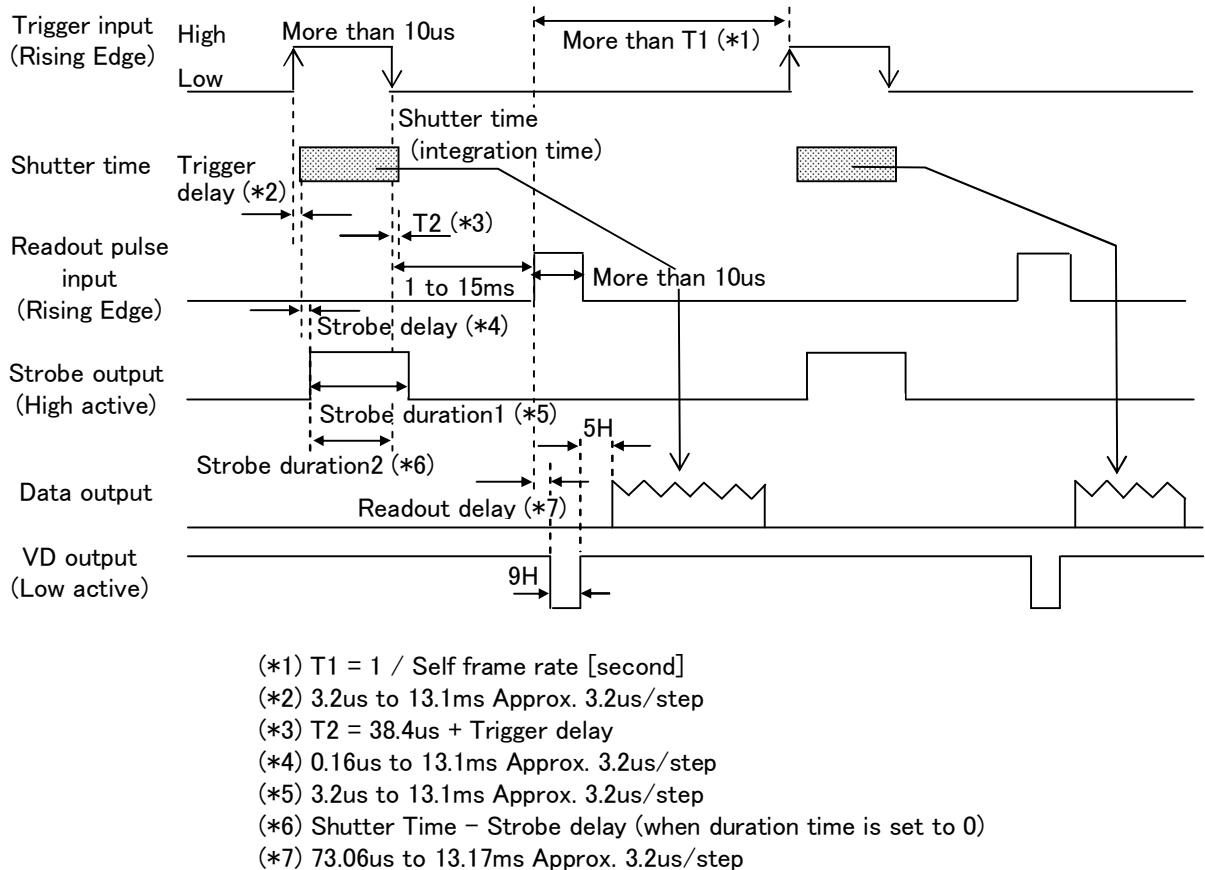 Trigger input
(Rising Edge)
High
Low
More than 10us
More than T1 (*1)
Shutter time
(integration time)
Shutter time
Trigger
delay (*2)
T2 (*3)
Readout pulse
input
(Rising Edge)
1 to 15ms
More than 10us
Strobe delay (*4)
Strobe output
(High active)
Strobe duration1 (*5)
5H
Strobe duration2 (*6)
Data output
Readout delay (*7)
VD output
(Low active)
9H
(*1) T1 = 1 / Self frame rate [second]
(*2) 3.2us to 13.1ms Approx. 3.2us/step
(*3) T2 = 38.4us + Trigger delay
(*4) 0.16us to 13.1ms Approx. 3.2us/step
(*5) 3.2us to 13.1ms Approx. 3.2us/step
(*6) Shutter Time - Strobe delay (when duration time is set to 0)
(*7) 73.06us to 13.17ms Approx. 3.2us/step